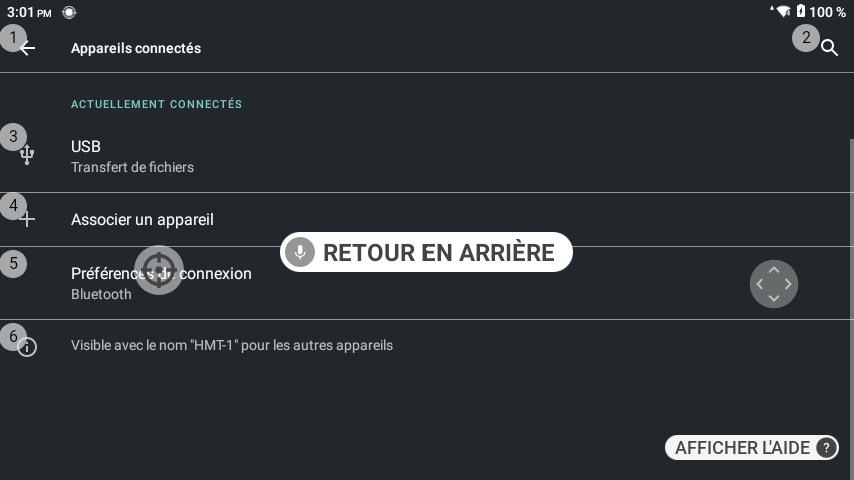 3:01 PM
100 %
1
Appareils connectés
2
ACTUELLEMENT CONNECTÉS
3
USB
Transfert de fichiers
4
Associer un appareil
RETOUR EN ARRIÈRE
5
Préférences de connexion
Bluetooth
6
Visible avec le nom "HMT-1" pour les autres appareils
AFFICHER L'AIDE ?